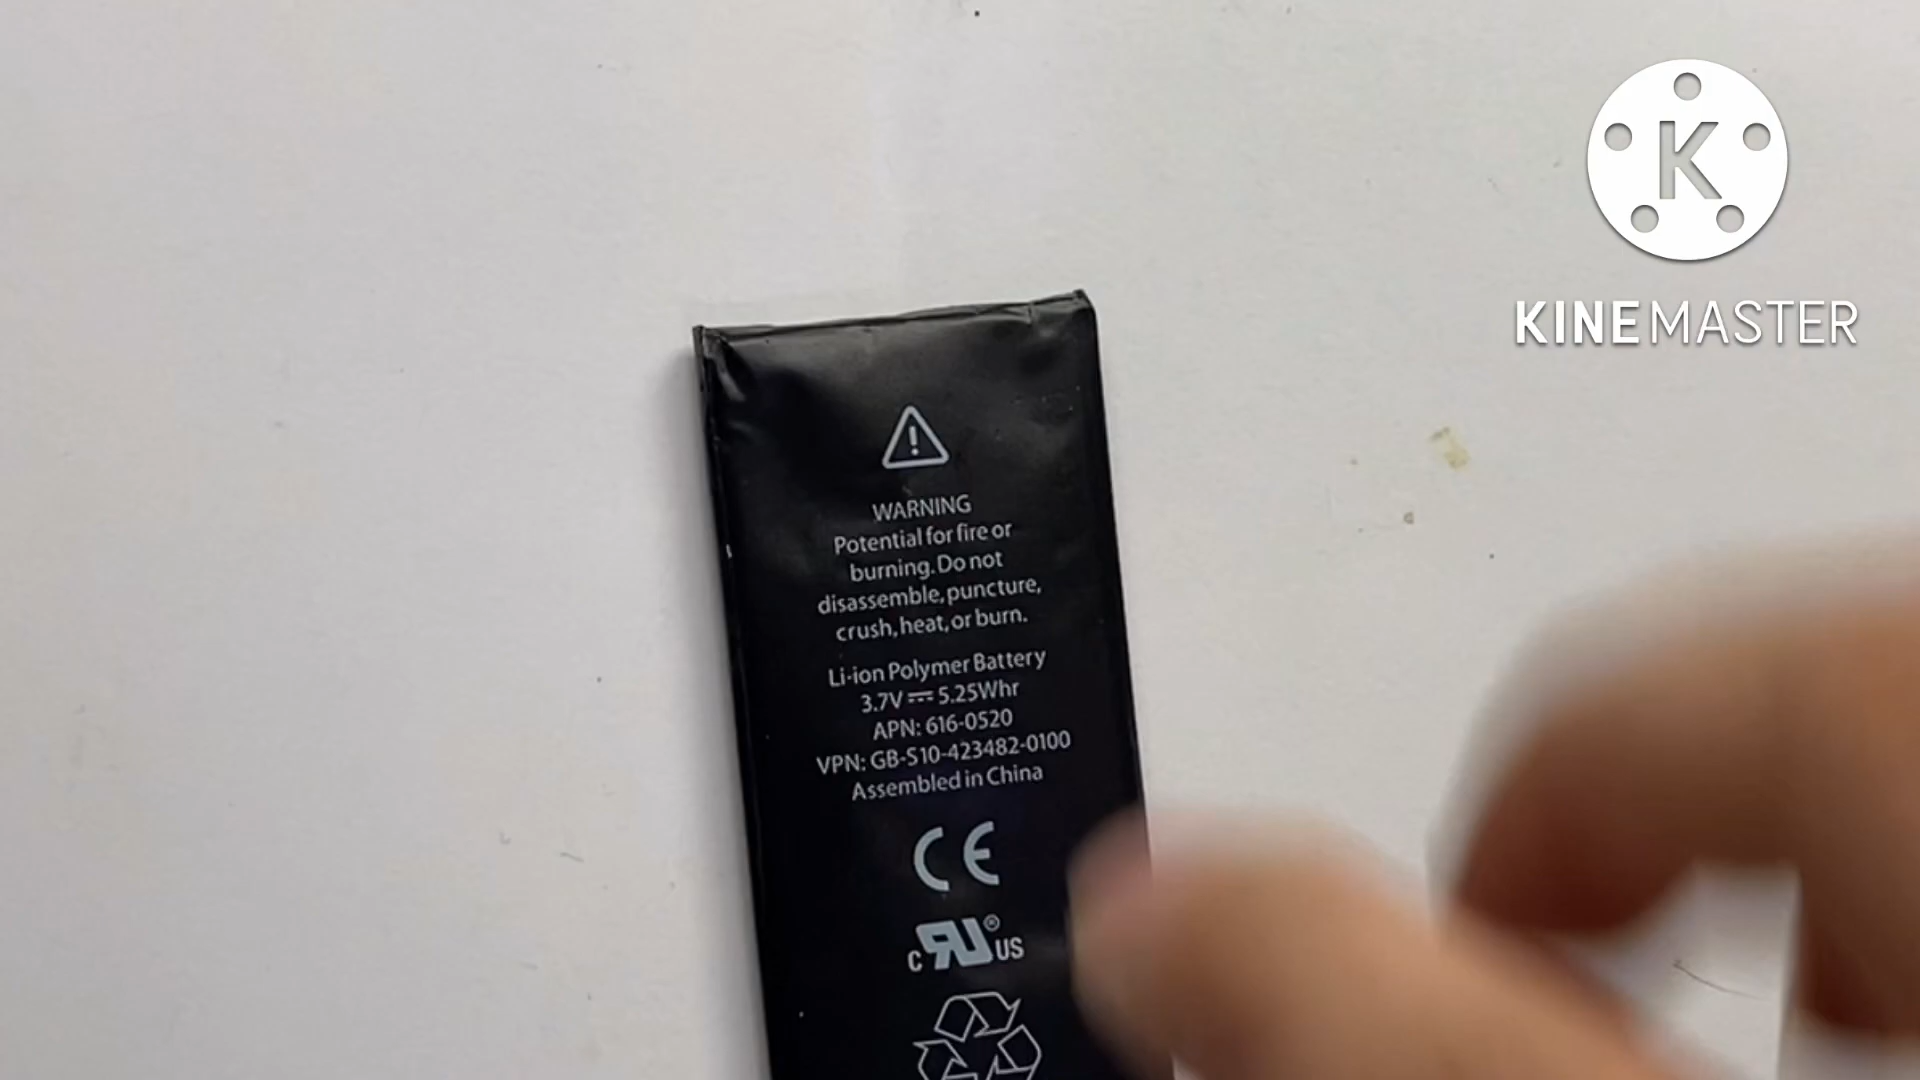 K
KINEMASTER
WARNING
Potential for fire or
burning. Do not
disassemble, puncture,
crush, heat, or burn.
Li-ion Polymer Battery
3.7V⎓5.25Whr
APN: 616-0520
VPN: GB-S10-423482-0100
Assembled in China
CE
c RU® US